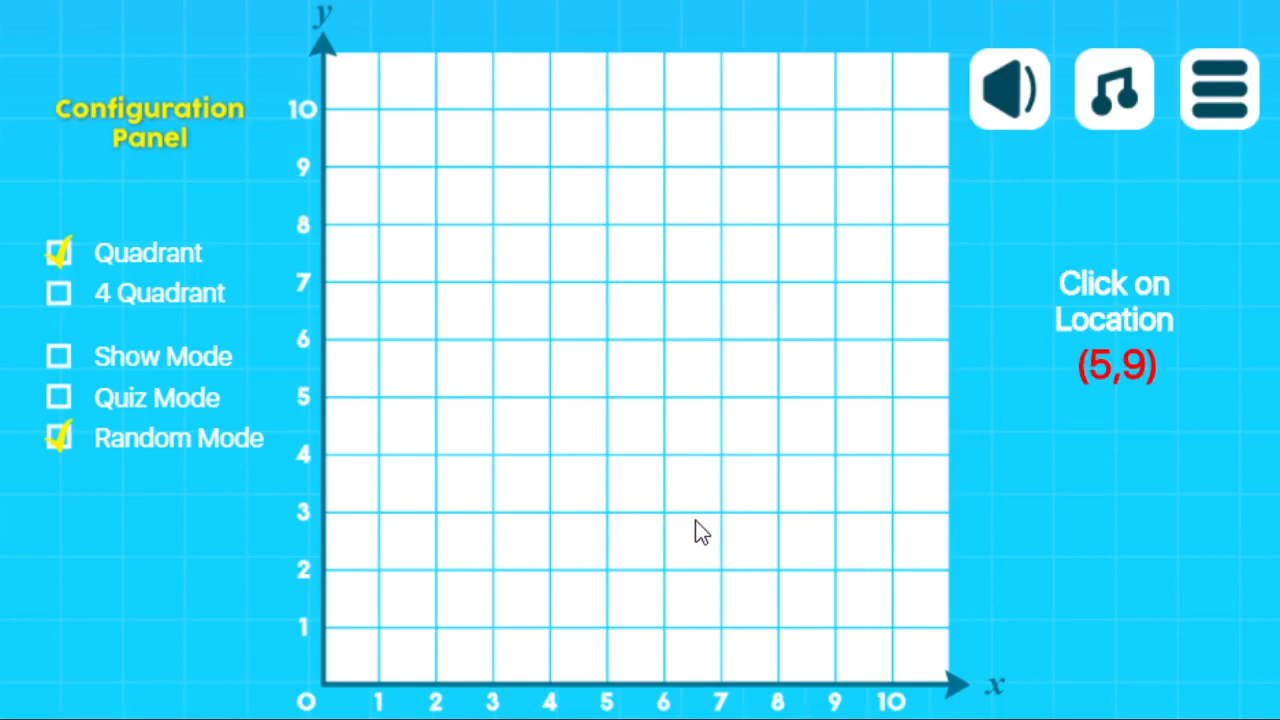 Configuration
Panel
Quadrant
4 Quadrant
Show Mode
Quiz Mode
Random Mode
y
10
9
8
7
6
5
4
3
2
1
0 1 2 3 4 5 6 7 8 9 10
x
Click on
Location
(5,9)